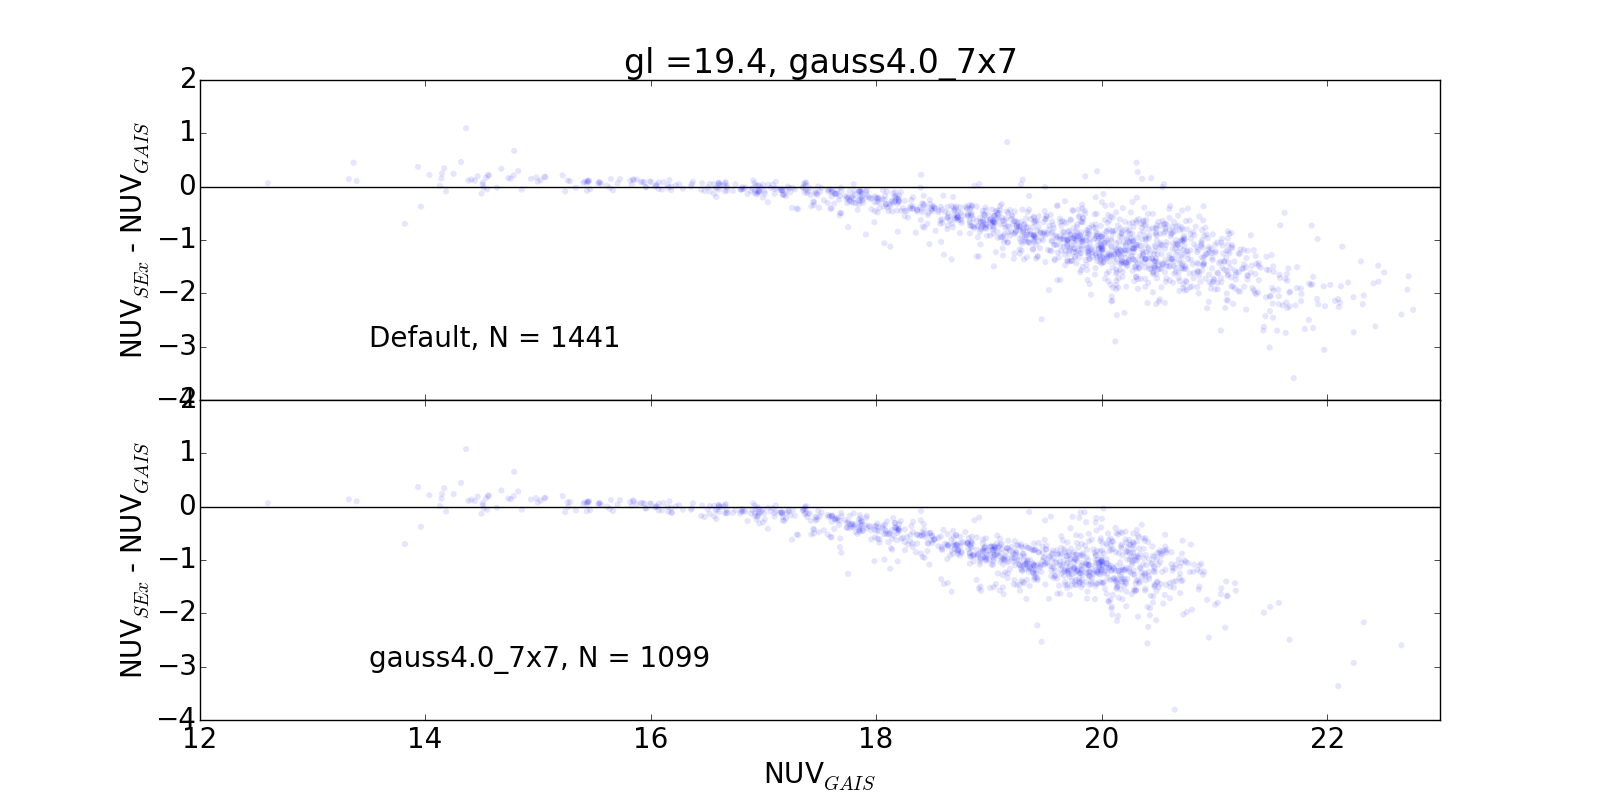 gl =19.4, gauss4.0_7x7
2
1
0
−1
−2
−3
−4
NUV_SEx - NUV_GAIS
Default, N = 1441
2
1
0
−1
−2
−3
−4
NUV_SEx - NUV_GAIS
gauss4.0_7x7, N = 1099
12 14 16 18 20 22
NUV_GAIS